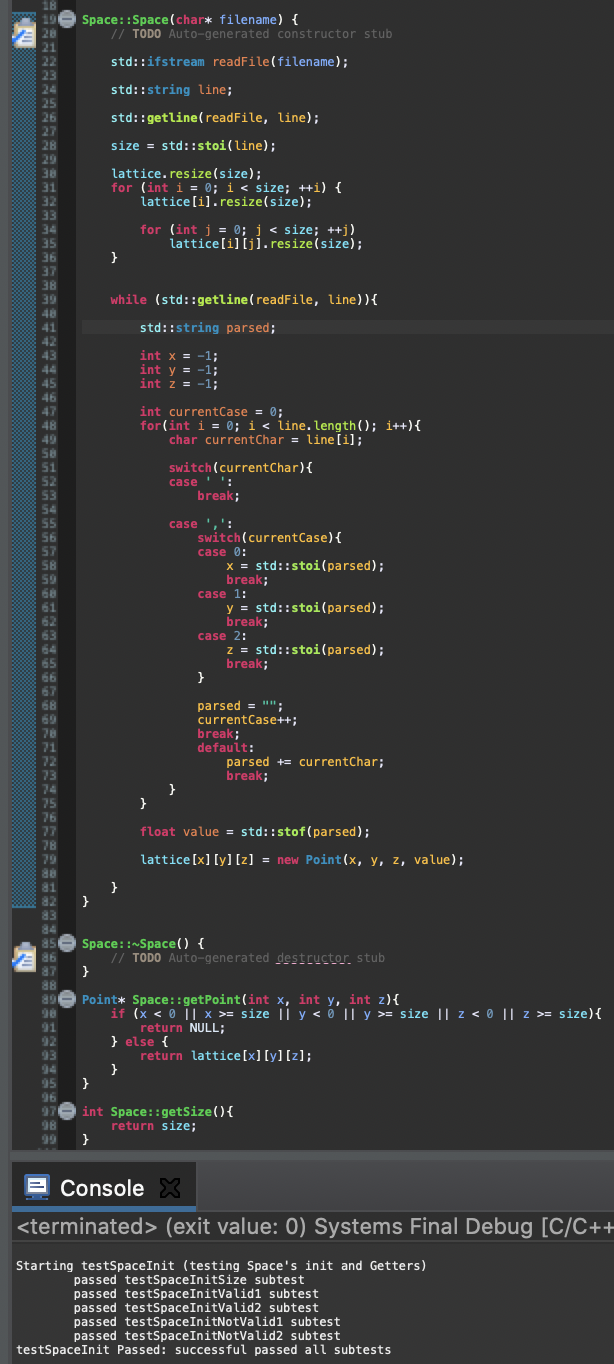 18
19 Space::Space(char* filename) {
20 // TODO Auto-generated constructor stub
21
22 std::ifstream readFile(filename);
23
24 std::string line;
25
26 std::getline(readFile, line);
27
28 size = std::stoi(line);
29
30 lattice.resize(size);
31 for (int i = 0; i < size; ++i) {
32 lattice[i].resize(size);
33
34 for (int j = 0; j < size; ++j)
35 lattice[i][j].resize(size);
36 }
37
38
39 while (std::getline(readFile, line)){
40
41 std::string parsed;
42
43 int x = -1;
44 int y = -1;
45 int z = -1;
46
47 int currentCase = 0;
48 for(int i = 0; i < line.length(); i++){
49 char currentChar = line[i];
50
51 switch(currentChar){
52 case ' ':
53 break;
54
55 case ',':
56 switch(currentCase){
57 case 0:
58 x = std::stoi(parsed);
59 break;
60 case 1:
61 y = std::stoi(parsed);
62 break;
63 case 2:
64 z = std::stoi(parsed);
65 break;
66 }
67
68 parsed = "";
69 currentCase++;
70 break;
71 default:
72 parsed += currentChar;
73 break;
74 }
75 }
76
77 float value = std::stof(parsed);
78
79 lattice[x][y][z] = new Point(x, y, z, value);
80
81 }
82 }
83
84
85 Space::~Space() {
86 // TODO Auto-generated destructor stub
87 }
88
89 Point* Space::getPoint(int x, int y, int z){
90 if (x < 0 || x >= size || y < 0 || y >= size || z < 0 || z >= size){
91 return NULL;
92 } else {
93 return lattice[x][y][z];
94 }
95 }
96
97 int Space::getSize(){
98 return size;
99 }
Console
<terminated> (exit value: 0) Systems Final Debug [C/C++
Starting testSpaceInit (testing Space's init and Getters)
passed testSpaceInitSize subtest
passed testSpaceInitValid1 subtest
passed testSpaceInitValid2 subtest
passed testSpaceInitNotValid1 subtest
passed testSpaceInitNotValid2 subtest
testSpaceInit Passed: successful passed all subtests